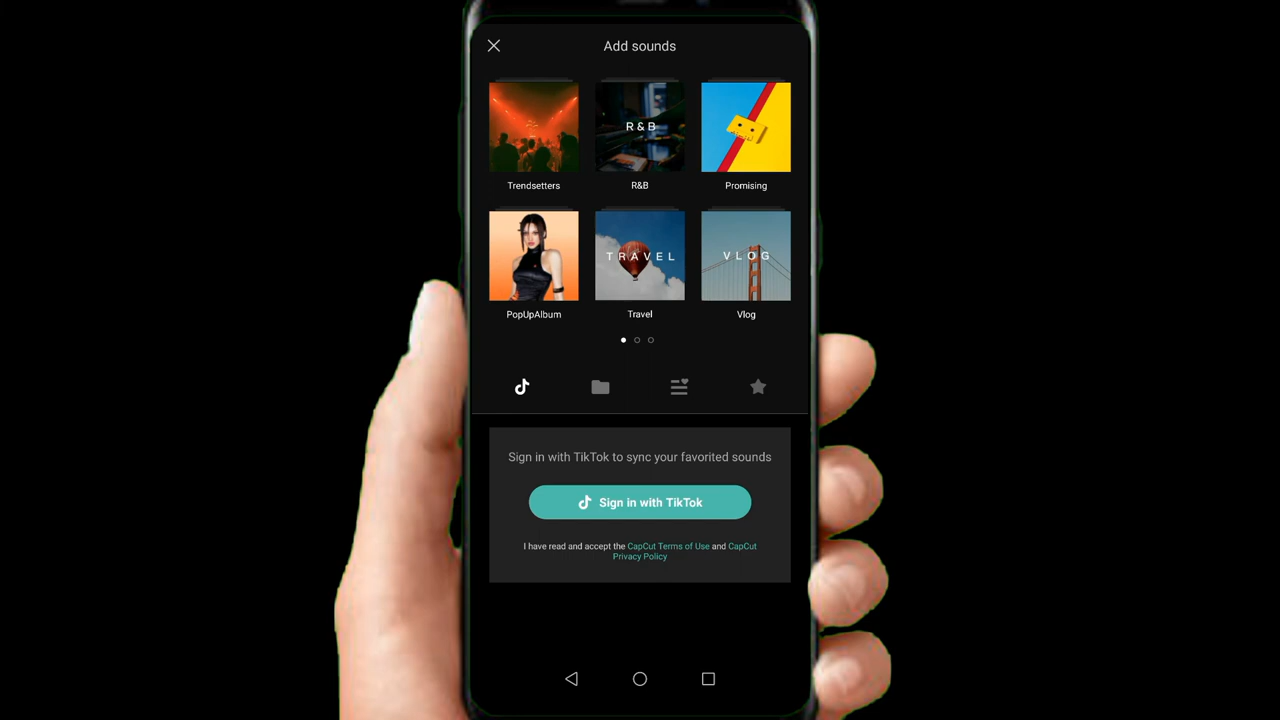 Add sounds
R&B
Trendsetters
R&B
Promising
TRAVEL
VLOG
PopUpAlbum
Travel
Vlog
Sign in with TikTok to sync your favorited sounds
Sign in with TikTok
I have read and accept the CapCut Terms of Use and CapCut
Privacy Policy